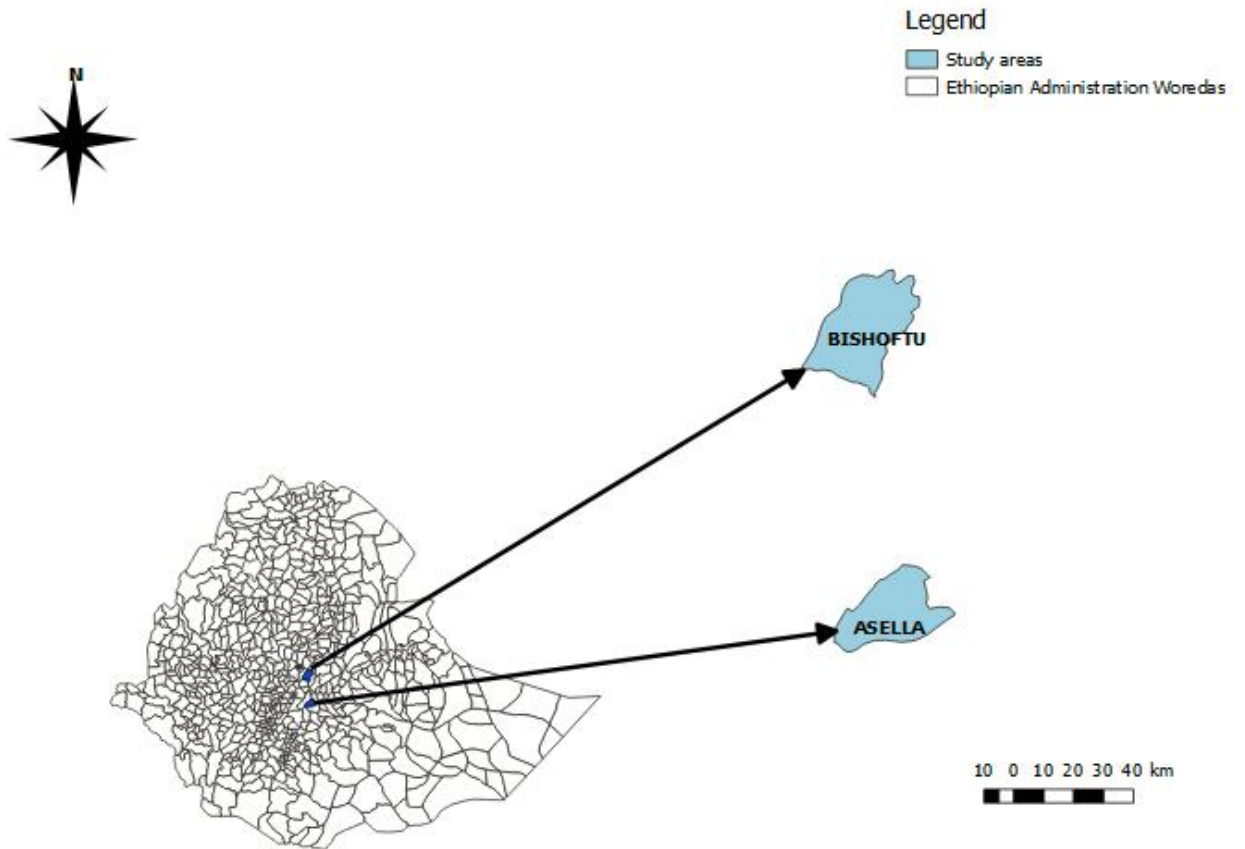 Legend
Study areas
Ethiopian Administration Woredas
N
BISHOFTU
ASELLA
10 0 10 20 30 40 km